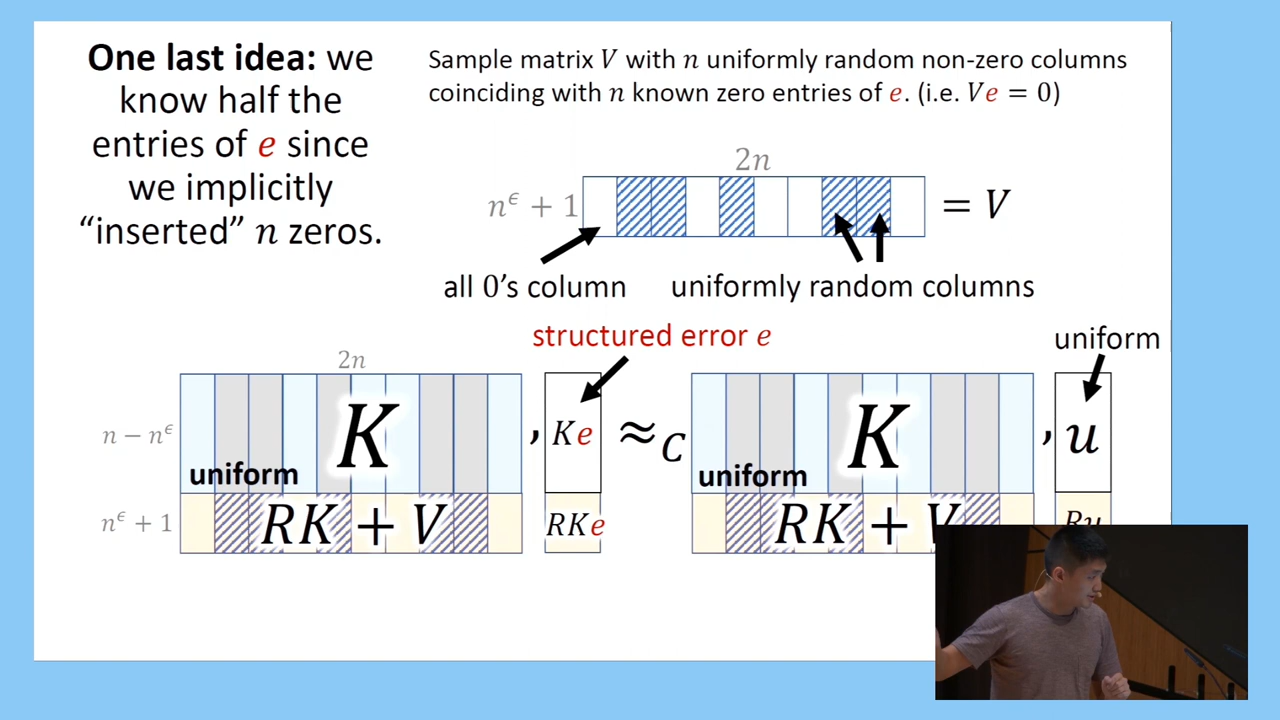 One last idea: we
know half the
entries of e since
we implicitly
“inserted” n zeros.
Sample matrix V with n uniformly random non-zero columns
coinciding with n known zero entries of e. (i.e. Ve = 0)
2n
n^ϵ + 1
= V
all 0’s column
uniformly random columns
structured error e
uniform
2n
n − n^ϵ
K
uniform
, Ke
≈_C
K
uniform
, u
n^ϵ + 1
RK + V
RKe
RK + V
Ru